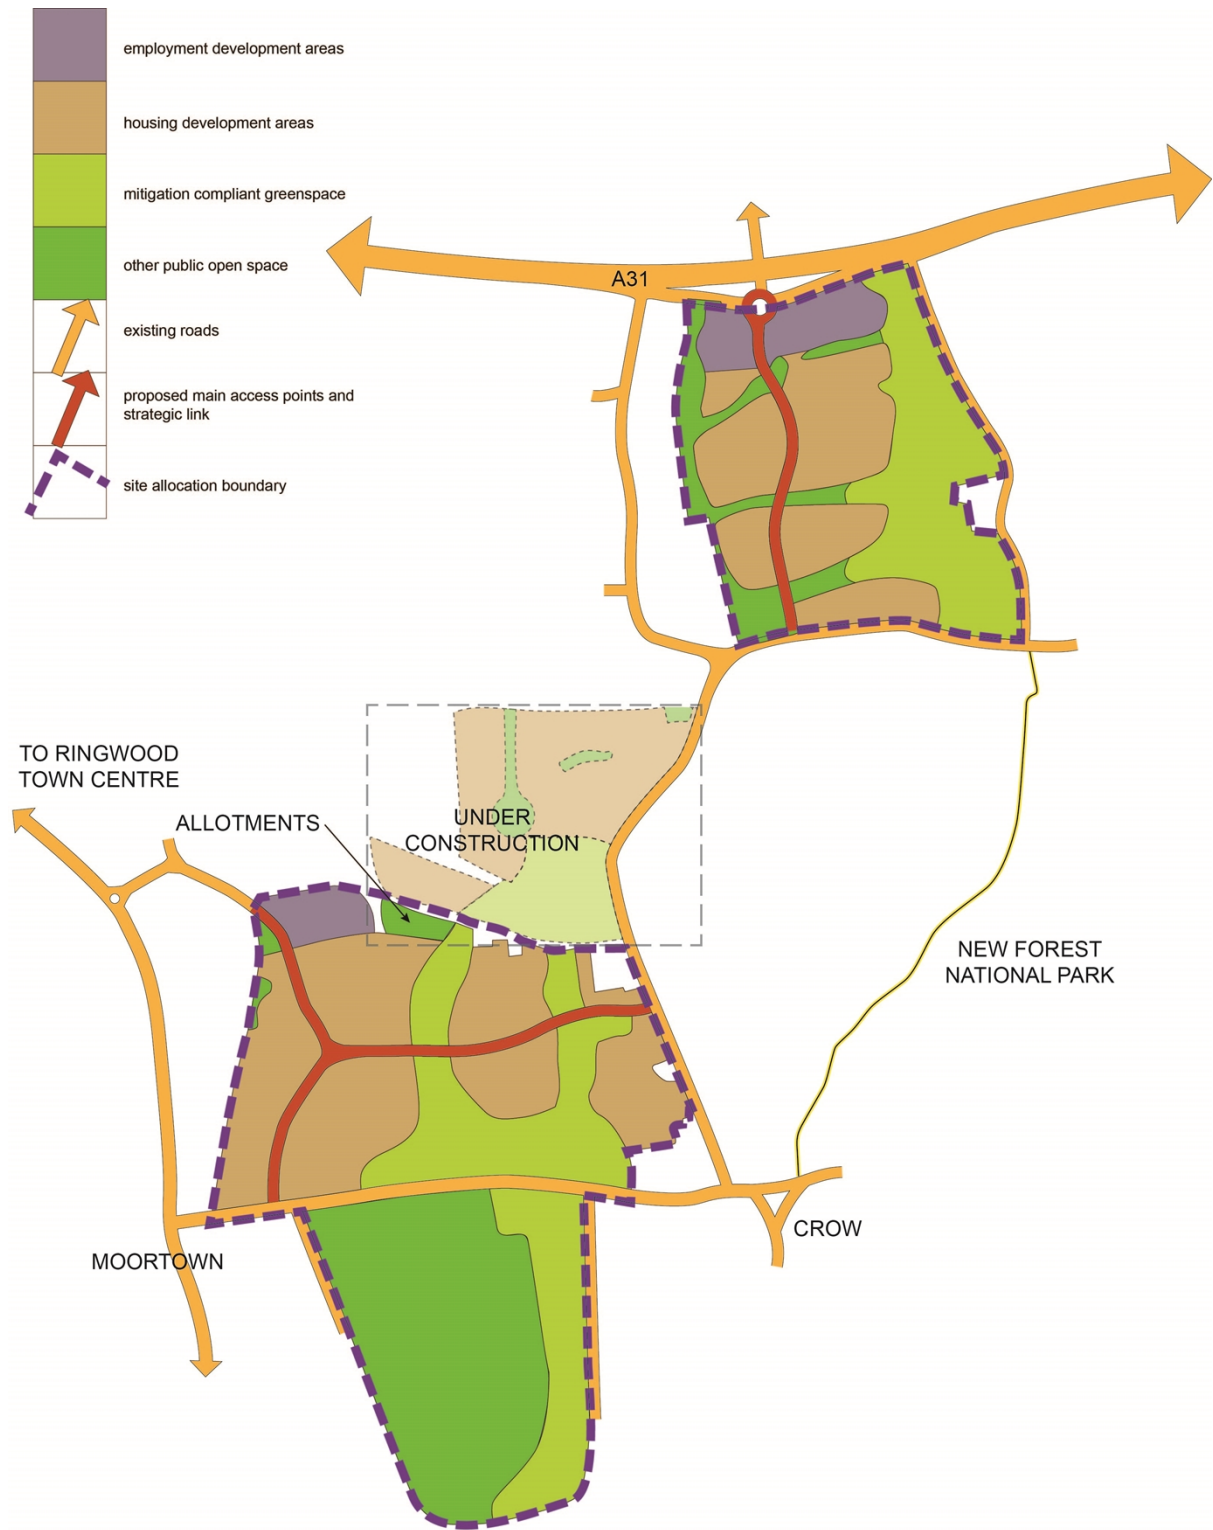 employment development areas
housing development areas
mitigation compliant greenspace
other public open space
existing roads
proposed main access points and
strategic link
site allocation boundary
A31
TO RINGWOOD
TOWN CENTRE
ALLOTMENTS
UNDER
CONSTRUCTION
NEW FOREST
NATIONAL PARK
CROW
MOORTOWN